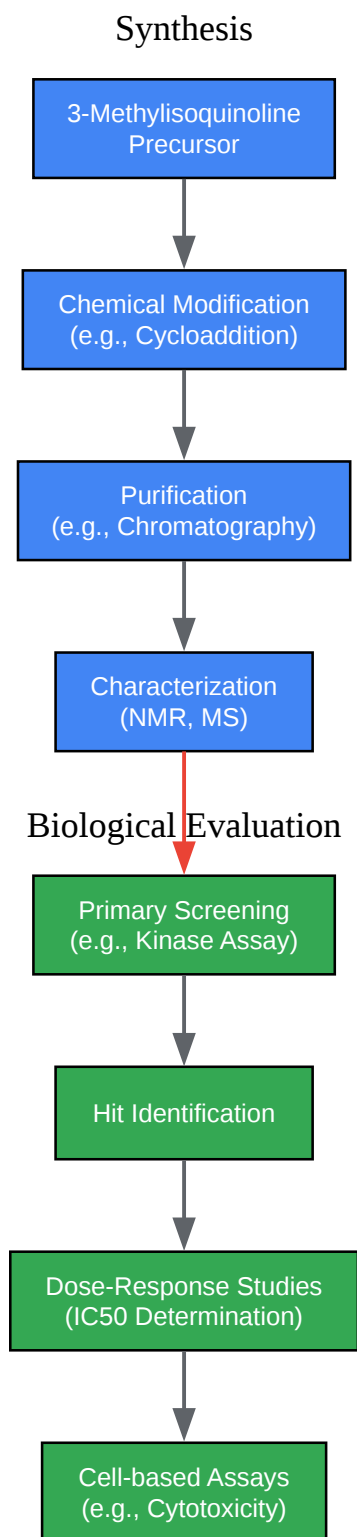 Synthesis
3-Methylisoquinoline
Precursor
Chemical Modification
(e.g., Cycloaddition)
Purification
(e.g., Chromatography)
Characterization
(NMR, MS)
Biological Evaluation
Primary Screening
(e.g., Kinase Assay)
Hit Identification
Dose-Response Studies
(IC50 Determination)
Cell-based Assays
(e.g., Cytotoxicity)